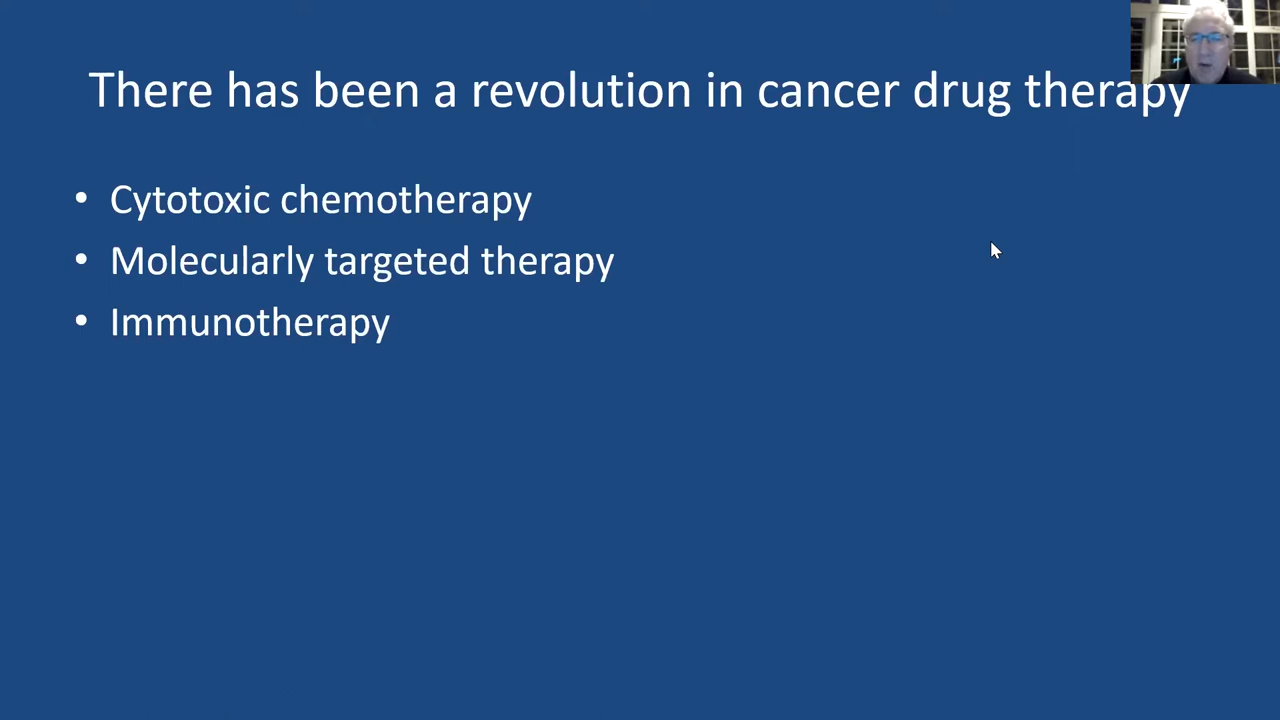 There has been a revolution in cancer drug therapy
• Cytotoxic chemotherapy
• Molecularly targeted therapy
• Immunotherapy